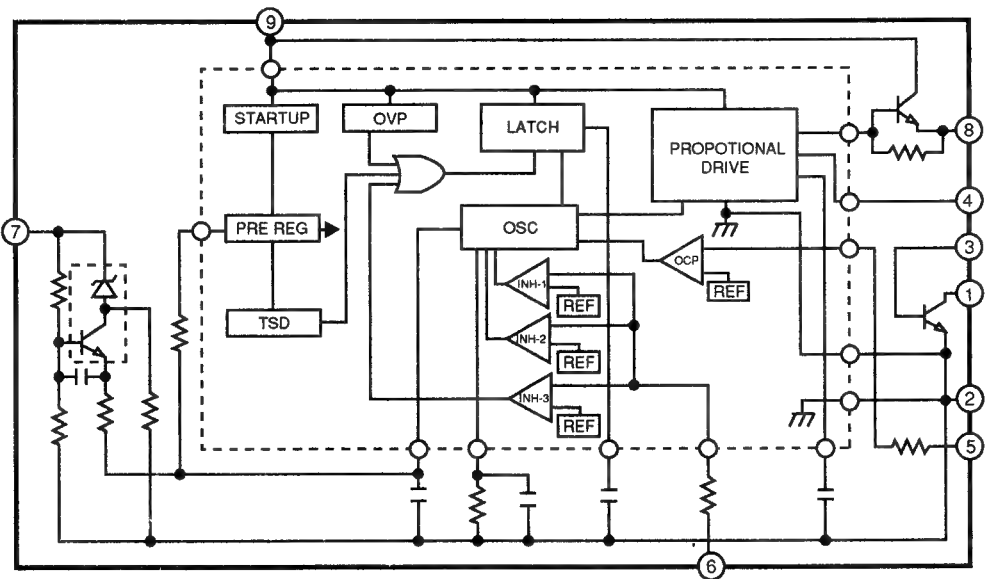 9
STARTUP
OVP
LATCH
PROPOTIONAL
DRIVE
8
4
7
PRE REG
OSC
OCP
REF
3
1
INH-1
REF
TSD
INH-2
REF
INH-3
REF
2
5
6